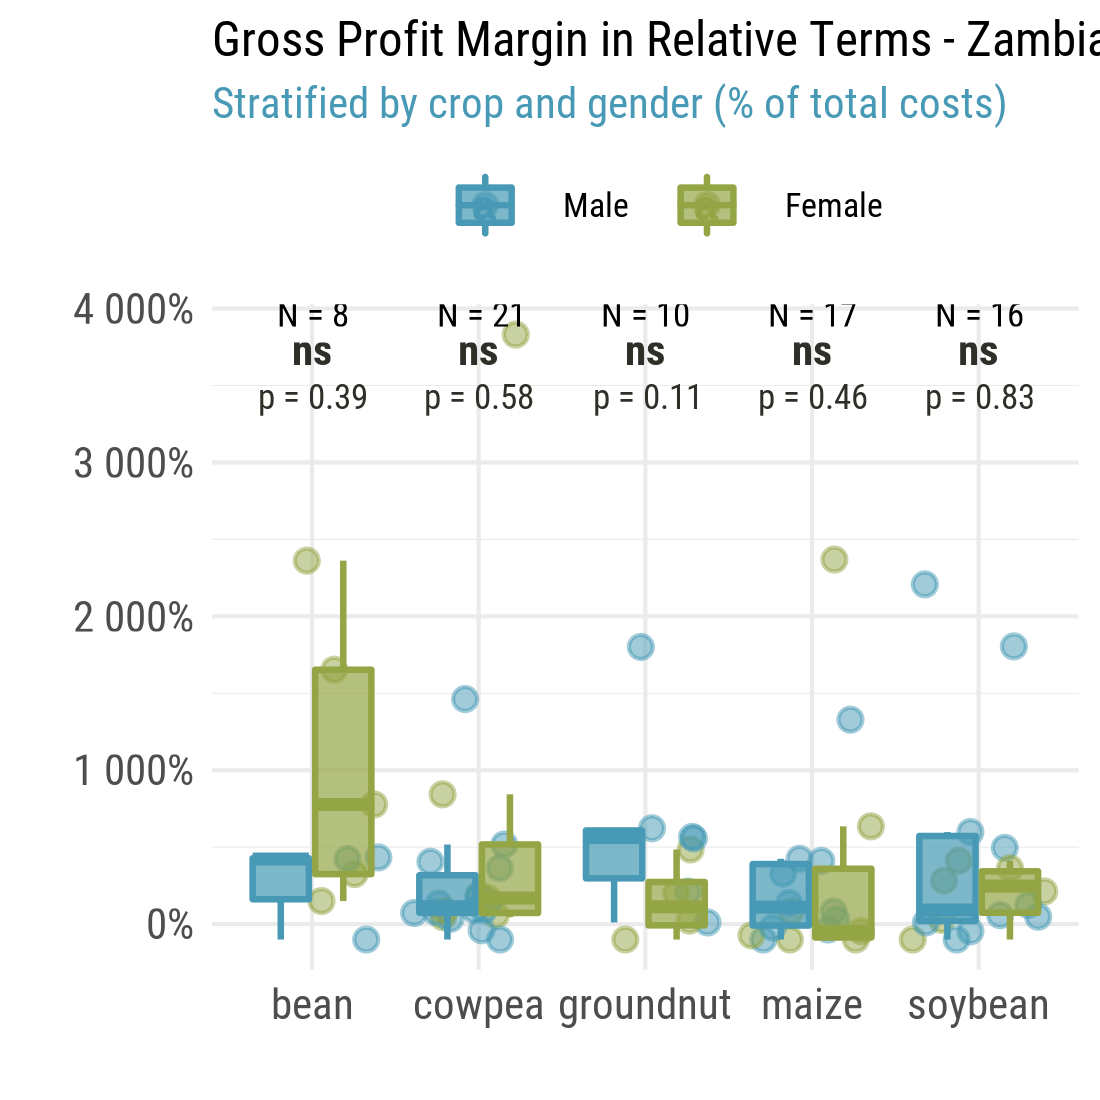 Gross Profit Margin in Relative Terms - Zambia
Stratified by crop and gender (% of total costs)
Male Female
4 000%
N = 8 N = 21 N = 10 N = 17 N = 16
ns ns ns ns ns
p = 0.39 p = 0.58 p = 0.11 p = 0.46 p = 0.83
3 000%
2 000%
1 000%
0%
bean cowpea groundnut maize soybean